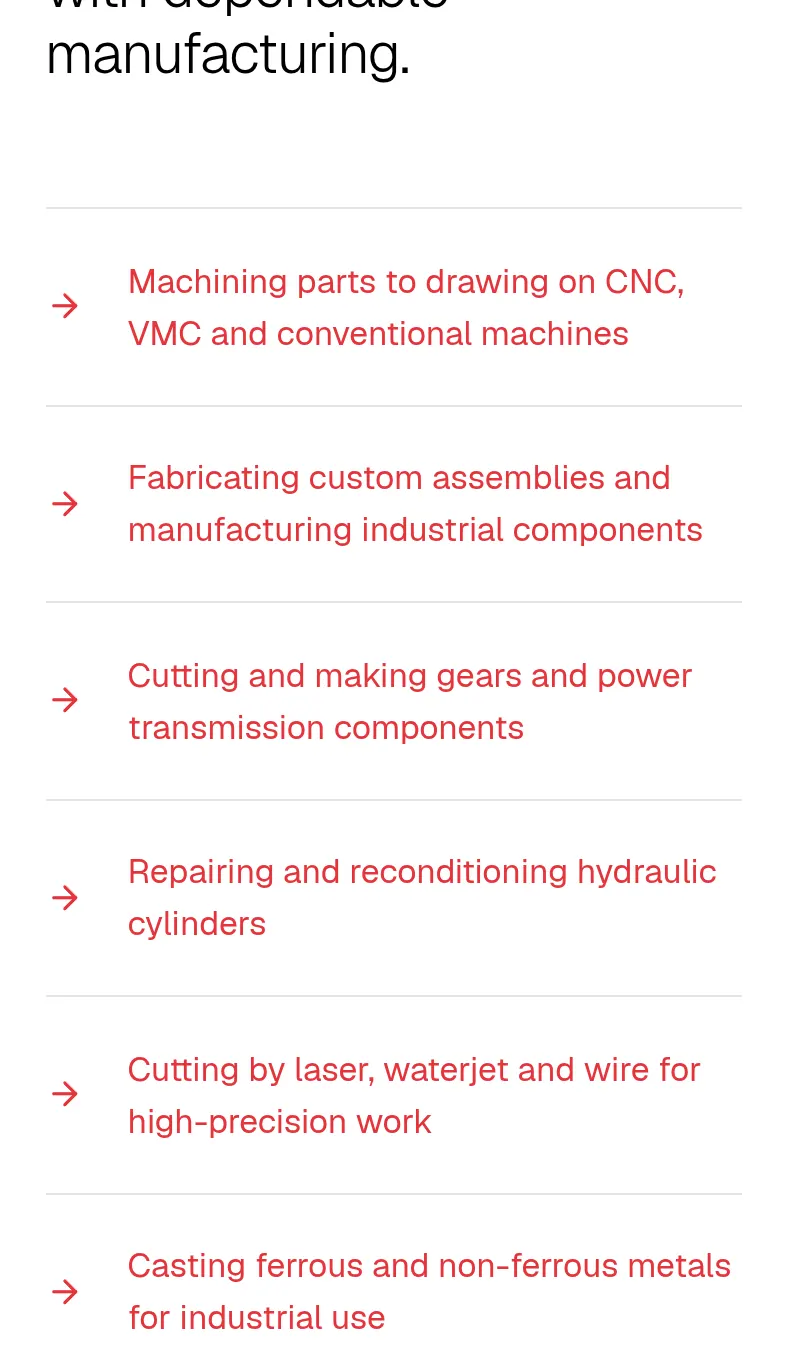 with dependable
manufacturing.
Machining parts to drawing on CNC,
VMC and conventional machines
Fabricating custom assemblies and
manufacturing industrial components
Cutting and making gears and power
transmission components
Repairing and reconditioning hydraulic
cylinders
Cutting by laser, waterjet and wire for
high-precision work
Casting ferrous and non-ferrous metals
for industrial use